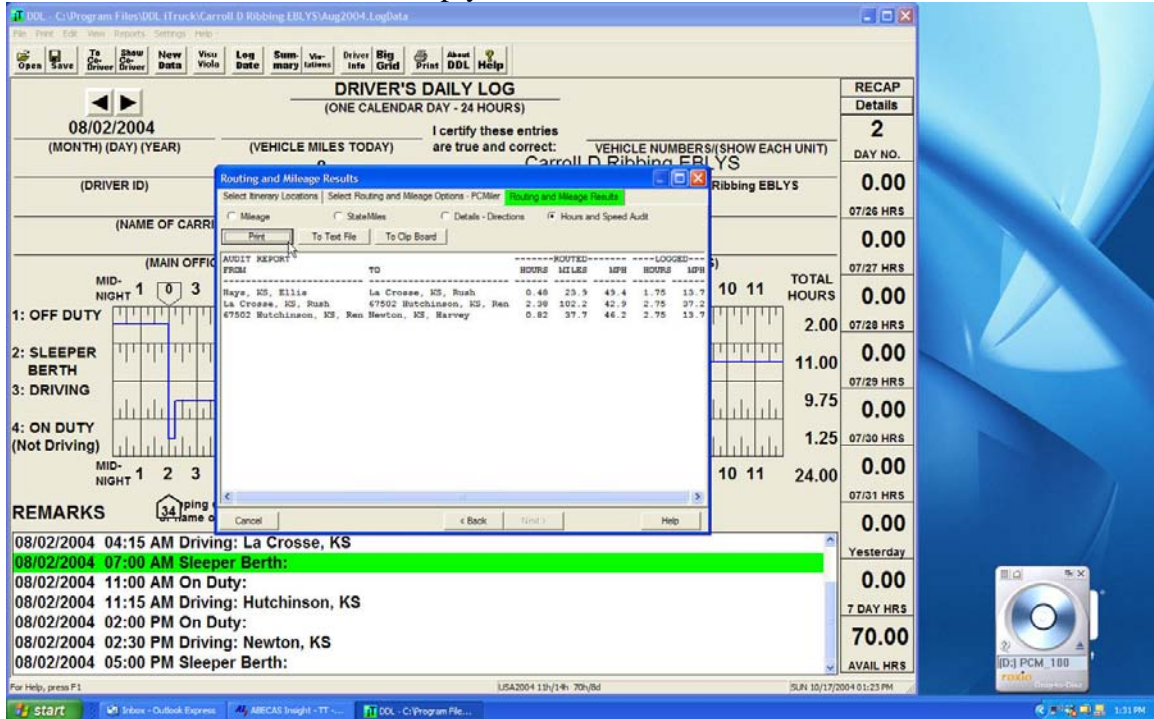 DDL - C:\Program Files\DDL iTruck\Carroll D Ribbing EBLYS\Aug2004.LogData
File Print Edit View Reports Settings Help
Open Save To Co-Driver Show Co-Driver New Data Visu Viola Log Date Sum-mary Vio-lations Driver Info Big Grid Print About DDL Help
DRIVER'S DAILY LOG
(ONE CALENDAR DAY - 24 HOURS)
08/02/2004
(MONTH) (DAY) (YEAR)
(VEHICLE MILES TODAY)
I certify these entries
are true and correct:
VEHICLE NUMBERS/(SHOW EACH UNIT)
Carroll D Ribbing EBLYS
(DRIVER ID)
Ribbing EBLYS
(NAME OF CARRI
(MAIN OFFIC
Routing and Mileage Results
Select Itinerary Locations Select Routing and Mileage Options - PCMiler Routing and Mileage Results
Mileage StateMiles Details - Directions Hours and Speed Audit
Print To Text File To Clip Board
AUDIT REPORT -------ROUTED------- ----LOGGED----
FROM TO HOURS MILES MPH HOURS MPH
Hays, KS, Ellis La Crosse, KS, Rush 0.48 23.9 49.4 1.75 13.7
La Crosse, KS, Rush 67502 Hutchinson, KS, Ren 2.38 102.2 42.9 2.75 37.2
67502 Hutchinson, KS, Ren Newton, KS, Harvey 0.82 37.7 46.2 2.75 13.7
Cancel < Back Next > Help
MID-
NIGHT 1 0 3
10 11 TOTAL HOURS
1: OFF DUTY 2.00
2: SLEEPER
BERTH 11.00
3: DRIVING 9.75
4: ON DUTY
(Not Driving) 1.25
MID-
NIGHT 1 2 3 10 11 24.00
REMARKS 34
08/02/2004 04:15 AM Driving: La Crosse, KS
08/02/2004 07:00 AM Sleeper Berth:
08/02/2004 11:00 AM On Duty:
08/02/2004 11:15 AM Driving: Hutchinson, KS
08/02/2004 02:00 PM On Duty:
08/02/2004 02:30 PM Driving: Newton, KS
08/02/2004 05:00 PM Sleeper Berth:
RECAP
Details
2
DAY NO.
0.00
07/26 HRS
0.00
07/27 HRS
0.00
07/28 HRS
0.00
07/29 HRS
0.00
07/30 HRS
0.00
07/31 HRS
0.00
Yesterday
0.00
7 DAY HRS
70.00
AVAIL HRS
For Help, press F1 USA2004 11h/14h 70h/8d SUN 10/17/2004 01:23 PM
[D:] PCM_180
roxio
start Inbox - Outlook Express ABECAS Insight - TT -... DDL - C:\Program File... 1:31 PM